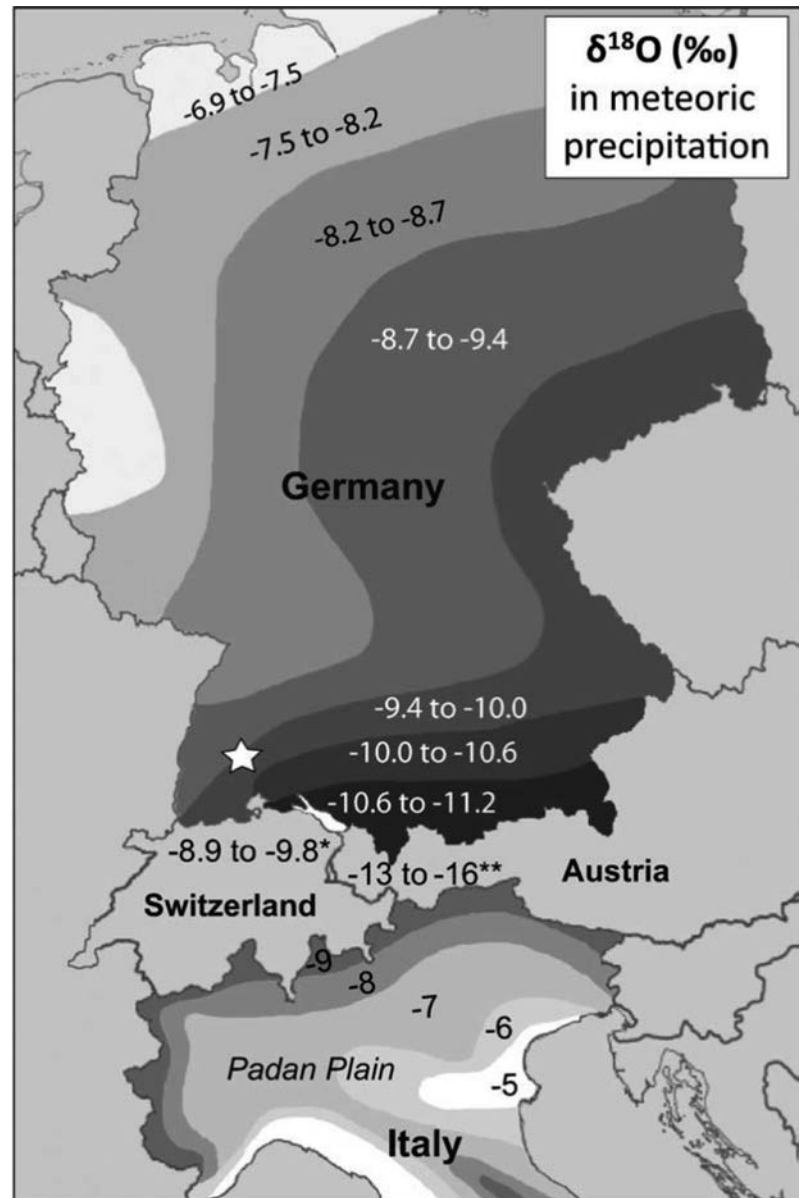 δ¹⁸O (‰)
in meteoric
precipitation
-6.9 to -7.5
-7.5 to -8.2
-8.2 to -8.7
-8.7 to -9.4
Germany
-9.4 to -10.0
-10.0 to -10.6
-10.6 to -11.2
-8.9 to -9.8*
-13 to -16**
Austria
Switzerland
-9
-8
-7
-6
Padan Plain
-5
Italy